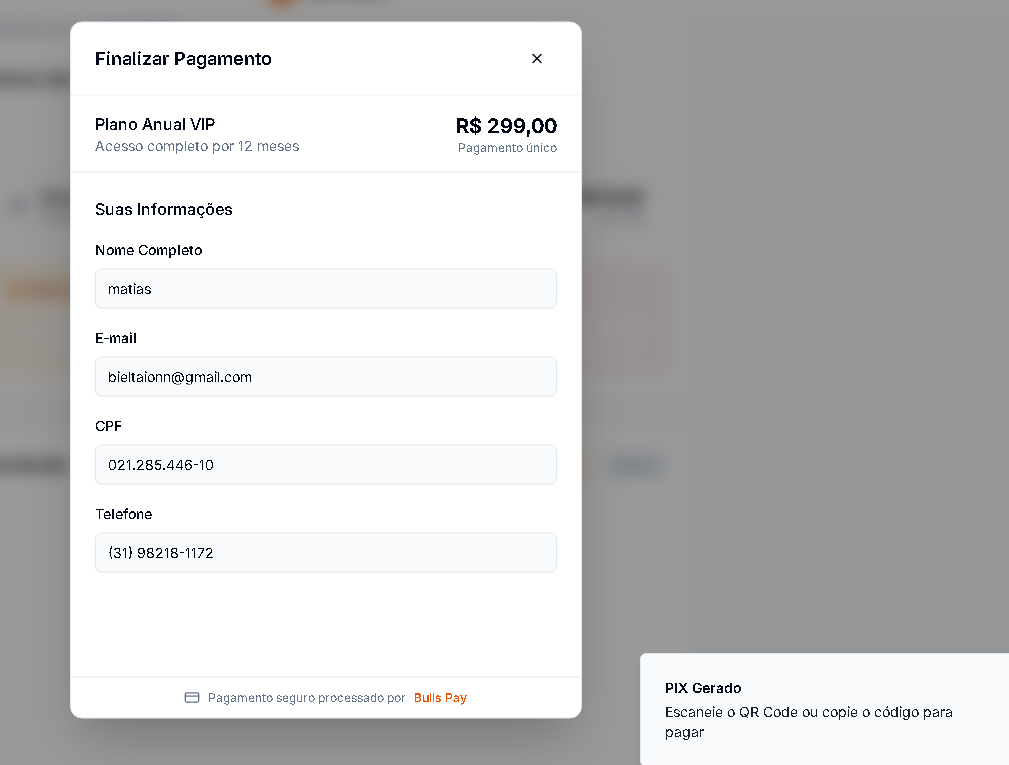 Finalizar Pagamento
Plano Anual VIP
R$ 299,00
Acesso completo por 12 meses
Pagamento único
Suas Informações
Nome Completo
matias
E-mail
bieltaionn@gmail.com
CPF
021.285.446-10
Telefone
(31) 98218-1172
Pagamento seguro processado por Bulls Pay
PIX Gerado
Escaneie o QR Code ou copie o código para
pagar